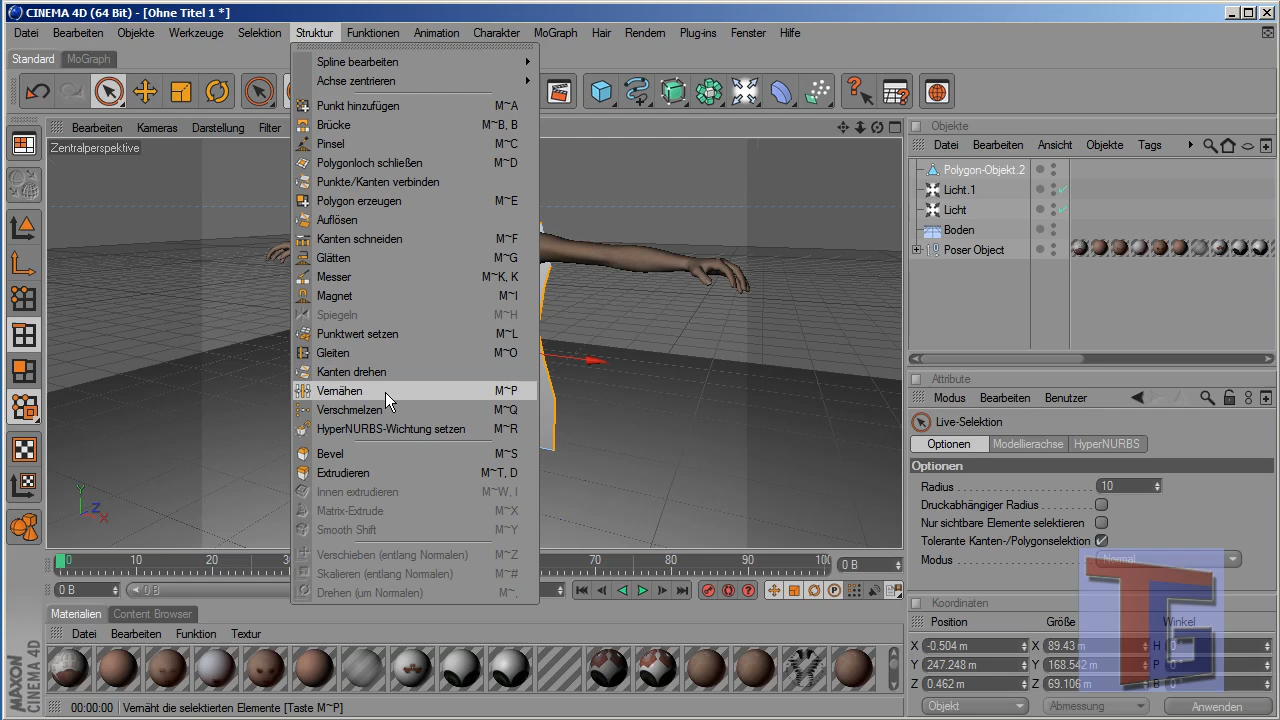 CINEMA 4D (64 Bit) - [Ohne Titel 1 *]
Datei Bearbeiten Objekte Werkzeuge Selektion Struktur Funktionen Animation Charakter MoGraph Hair Rendern Plug-ins Fenster Hilfe
Standard MoGraph
Bearbeiten Kameras Darstellung Filter
Zentralperspektive
Spline bearbeiten
Achse zentrieren
Punkt hinzufügen M~A
Brücke M~B, B
Pinsel M~C
Polygonloch schließen M~D
Punkte/Kanten verbinden
Polygon erzeugen M~E
Auflösen
Kanten schneiden M~F
Glätten M~G
Messer M~K, K
Magnet M~I
Spiegeln M~H
Punktwert setzen M~L
Gleiten M~O
Kanten drehen
Vernähen M~P
Verschmelzen M~Q
HyperNURBS-Wichtung setzen M~R
Bevel M~S
Extrudieren M~T, D
Innen extrudieren M~W, I
Matrix-Extrude M~X
Smooth Shift M~Y
Verschieben (entlang Normalen) M~Z
Skalieren (entlang Normalen) M~#
Drehen (um Normalen) M~,
Y Z X
Objekte
Datei Bearbeiten Ansicht Objekte Tags
Polygon-Objekt.2
Licht.1
Licht
Boden
Poser Object
Attribute
Modus Bearbeiten Benutzer
Live-Selektion
Optionen Modellierachse HyperNURBS
Optionen
Radius 10
Druckabhängiger Radius
Nur sichtbare Elemente selektieren
Tolerante Kanten-/Polygonselektion
Modus Normal
0 10 20 30 70 80 90 100 0 B
0 B 0 B
Materialien Content Browser
Datei Bearbeiten Funktion Textur
Koordinaten
Position Größe Winkel
X -0.504 m X 89.43 m H 0°
Y 247.248 m Y 168.542 m P 0°
Z 0.462 m Z 69.106 m B 0°
Objekt Abmessung Anwenden
TG
MAXON
CINEMA 4D
00:00:00 Vernäht die selektierten Elemente [Taste M~P]